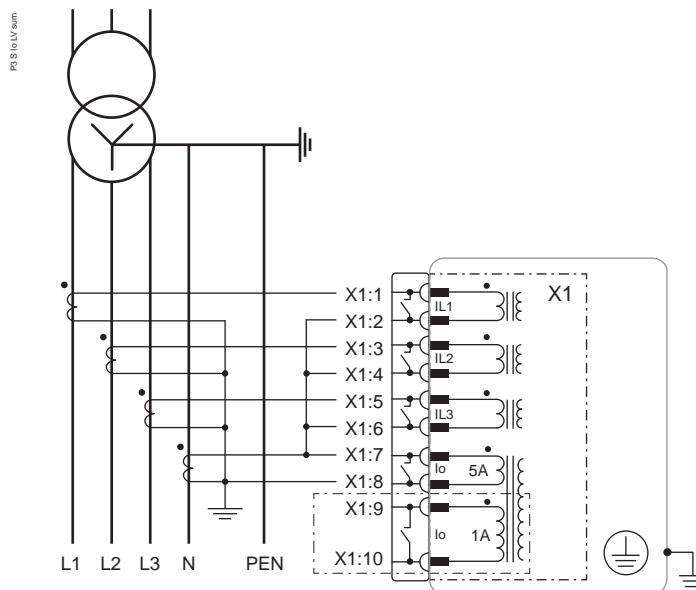 P3 S Io LV sum
X1:1
X1:2
X1:3
X1:4
X1:5
X1:6
X1:7
X1:8
X1:9
X1:10
IL1
IL2
IL3
Io 5A
Io 1A
X1
L1 L2 L3 N PEN